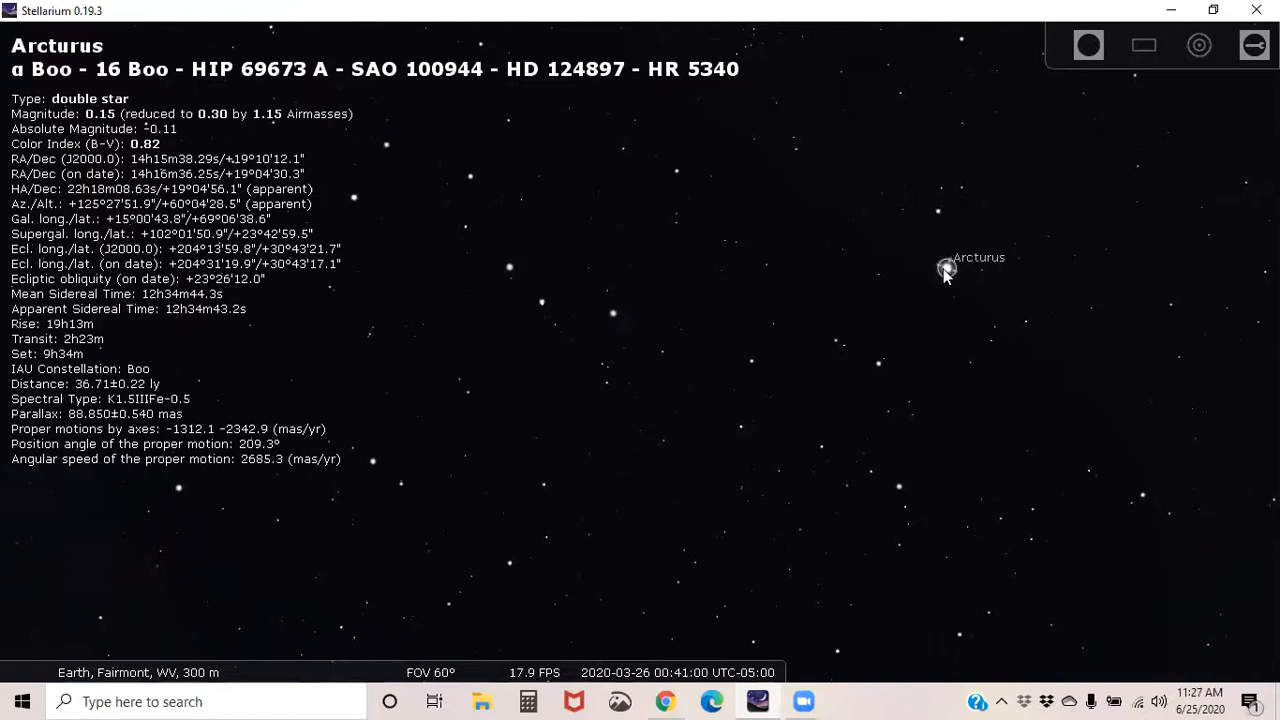 Stellarium 0.19.3
Arcturus
α Boo - 16 Boo - HIP 69673 A - SAO 100944 - HD 124897 - HR 5340
Type: double star
Magnitude: 0.15 (reduced to 0.30 by 1.15 Airmasses)
Absolute Magnitude: -0.11
Color Index (B-V): 0.82
RA/Dec (J2000.0): 14h15m38.29s/+19°10'12.1"
RA/Dec (on date): 14h16m36.25s/+19°04'30.3"
HA/Dec: 22h18m08.63s/+19°04'56.1" (apparent)
Az./Alt.: +125°27'51.9"/+60°04'28.5" (apparent)
Gal. long./lat.: +15°00'43.8"/+69°06'38.6"
Supergal. long./lat.: +102°01'50.9"/+23°42'59.5"
Ecl. long./lat. (J2000.0): +204°13'59.8"/+30°43'21.7"
Ecl. long./lat. (on date): +204°31'19.9"/+30°43'17.1"
Ecliptic obliquity (on date): +23°26'12.0"
Mean Sidereal Time: 12h34m44.3s
Apparent Sidereal Time: 12h34m43.2s
Rise: 19h13m
Transit: 2h23m
Set: 9h34m
IAU Constellation: Boo
Distance: 36.71±0.22 ly
Spectral Type: K1.5IIIFe-0.5
Parallax: 88.850±0.540 mas
Proper motions by axes: -1312.1 -2342.9 (mas/yr)
Position angle of the proper motion: 209.3°
Angular speed of the proper motion: 2685.3 (mas/yr)
Arcturus
Earth, Fairmont, WV, 300 m FOV 60° 17.9 FPS 2020-03-26 00:41:00 UTC-05:00
Type here to search
11:27 AM
6/25/2020